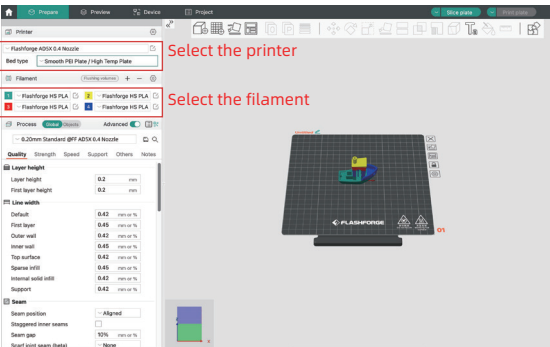 Prepare
Preview
Device
Project
Slice plate
Print plate
Printer
Flashforge AD5X 0.4 Nozzle
Bed type
Smooth PEI Plate / High Temp Plate
Select the printer
Filament
Flushing volumes
1 Flashforge HS PLA
2 Flashforge HS PLA
3 Flashforge HS PLA
4 Flashforge HS PLA
Select the filament
Process Global Objects Advanced
0.20mm Standard @FF AD5X 0.4 Nozzle
Quality Strength Speed Support Others Notes
Layer height
Layer height 0.2 mm
First layer height 0.2 mm
Line width
Default 0.42 mm or %
First layer 0.45 mm or %
Outer wall 0.42 mm or %
Inner wall 0.45 mm or %
Top surface 0.42 mm or %
Sparse infill 0.45 mm or %
Internal solid infill 0.42 mm or %
Support 0.42 mm or %
Seam
Seam position Aligned
Staggered inner seams
Seam gap 10% mm or %
Scarf joint seam (beta) None
FLASHFORGE
01